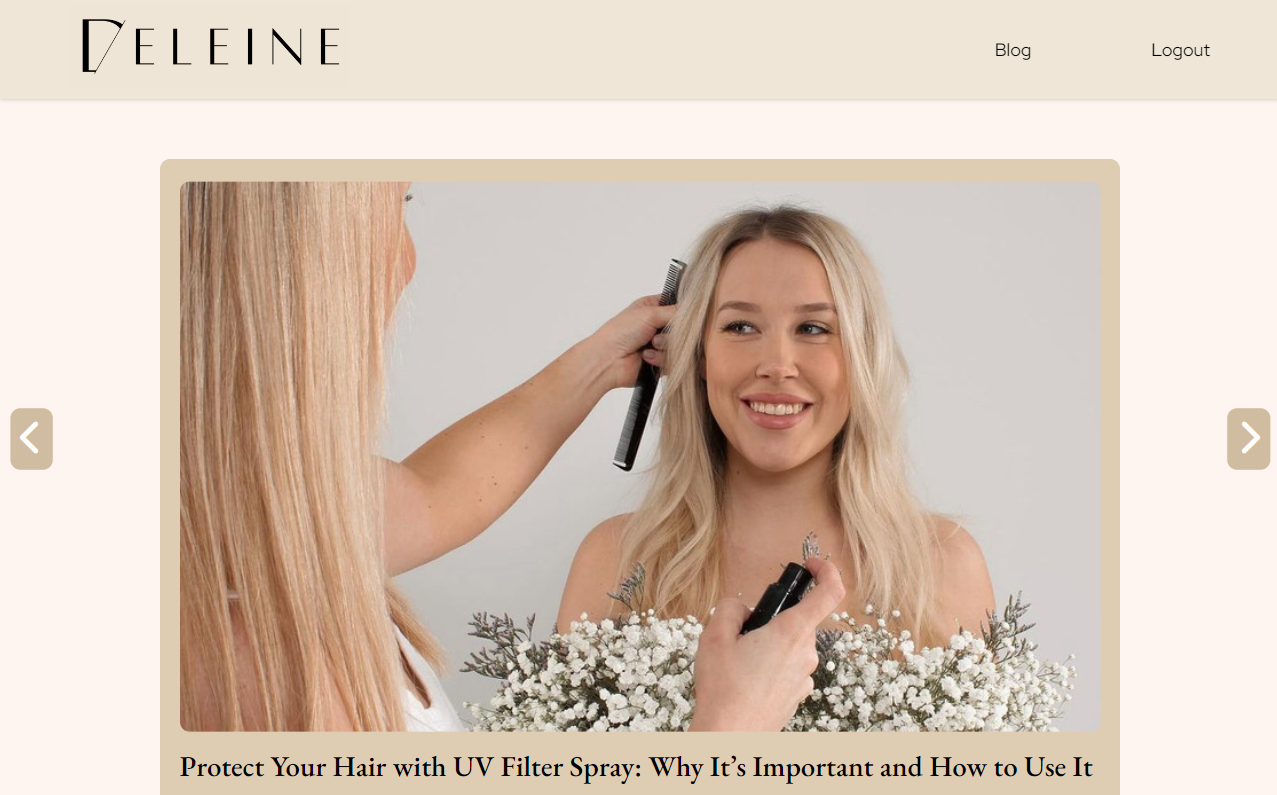 DELEINE
Blog
Logout
Protect Your Hair with UV Filter Spray: Why It’s Important and How to Use It